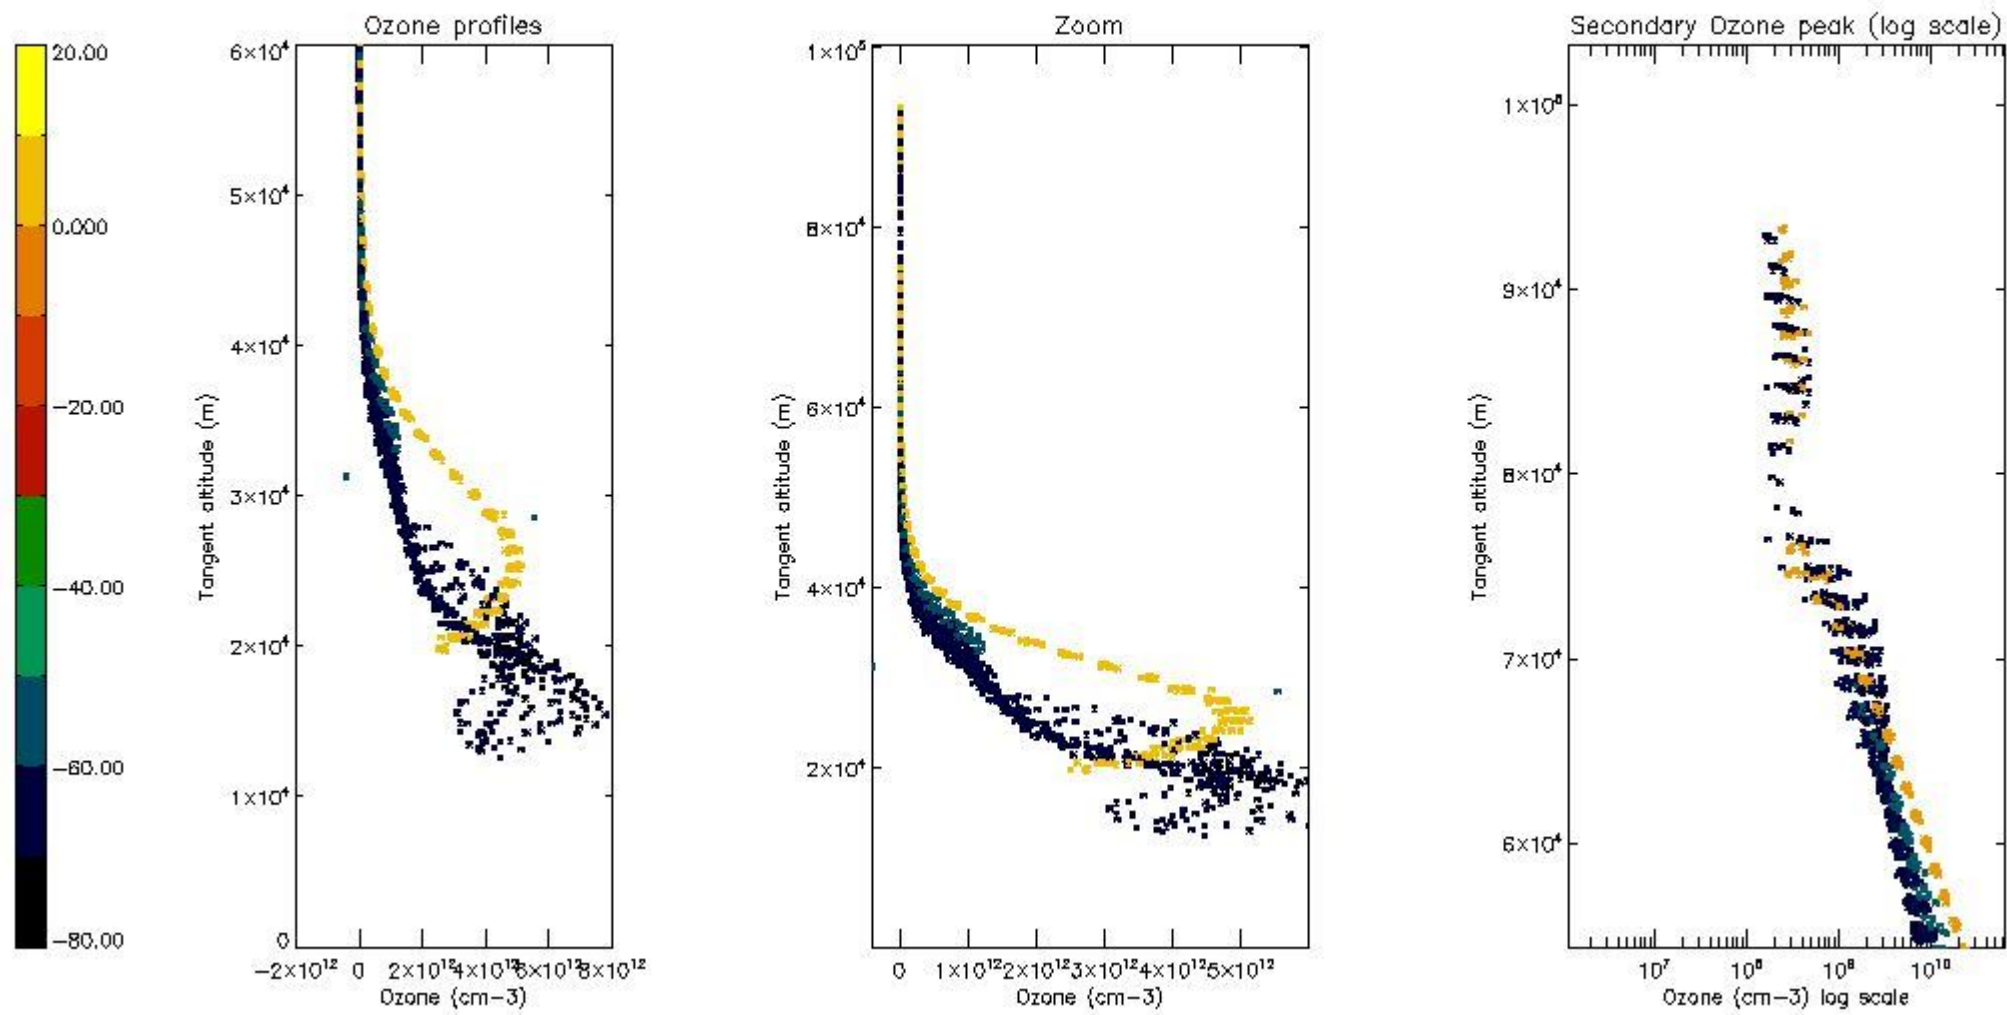 Ozone profiles
Zoom
Secondary Ozone peak (log scale)
20.00
0.000
−20.00
−40.00
−60.00
−80.00
Tangent altitude (m)
6×10⁴
5×10⁴
4×10⁴
3×10⁴
2×10⁴
1×10⁴
0
−2×10¹² 0 2×10¹² 4×10¹² 6×10¹² 8×10¹²
Ozone (cm−3)
Tangent altitude (m)
1×10⁵
8×10⁴
6×10⁴
4×10⁴
2×10⁴
0 1×10¹² 2×10¹² 3×10¹² 4×10¹² 5×10¹²
Ozone (cm−3)
Tangent altitude (m)
1×10⁵
9×10⁴
8×10⁴
7×10⁴
6×10⁴
10⁷ 10⁸ 10⁹ 10¹⁰
Ozone (cm−3) log scale